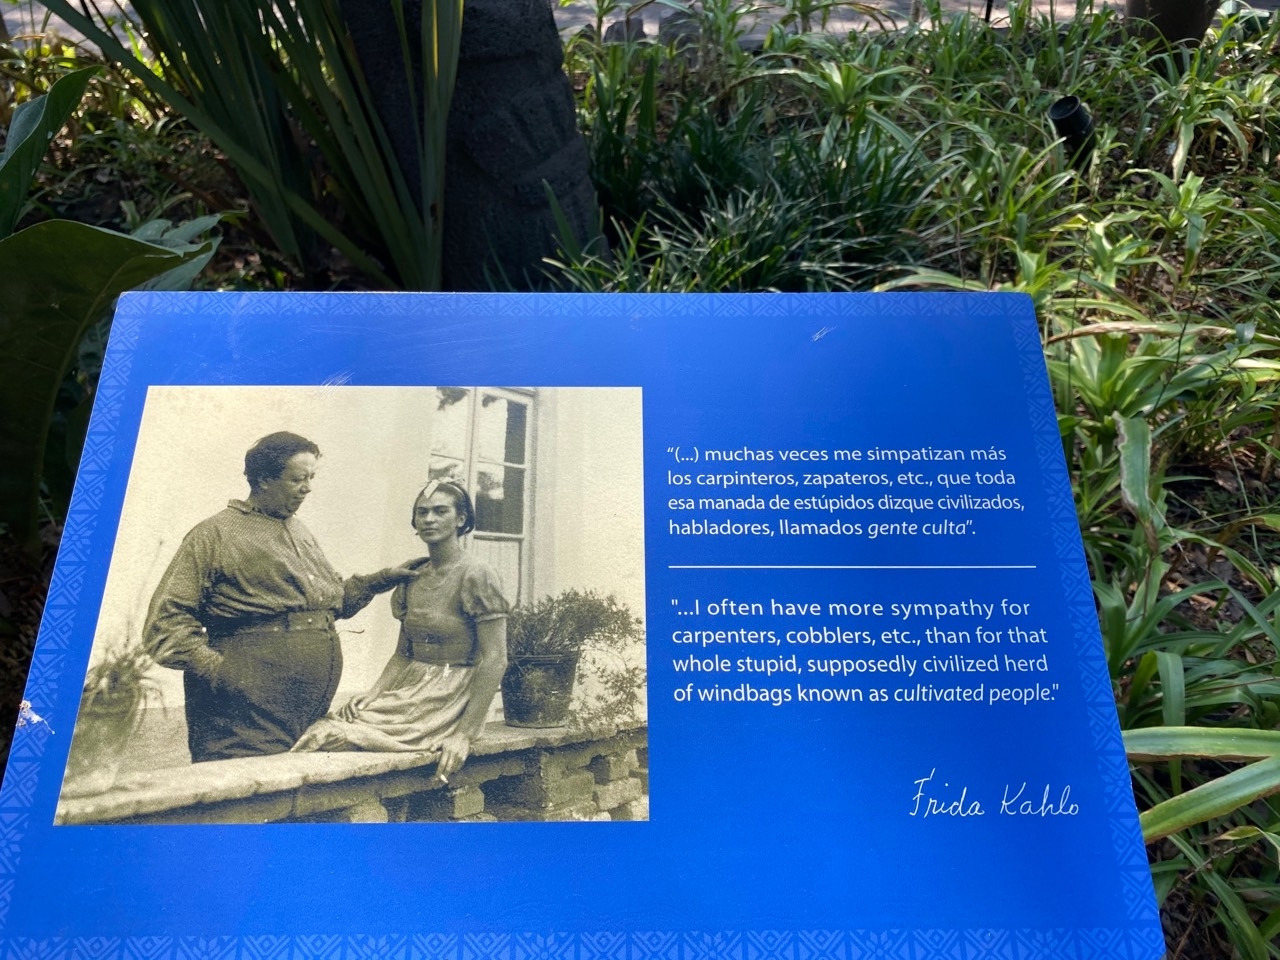 “(...) muchas veces me simpatizan más
los carpinteros, zapateros, etc., que toda
esa manada de estúpidos dizque civilizados,
habladores, llamados gente culta”.
"...I often have more sympathy for
carpenters, cobblers, etc., than for that
whole stupid, supposedly civilized herd
of windbags known as cultivated people."
Frida Kahlo